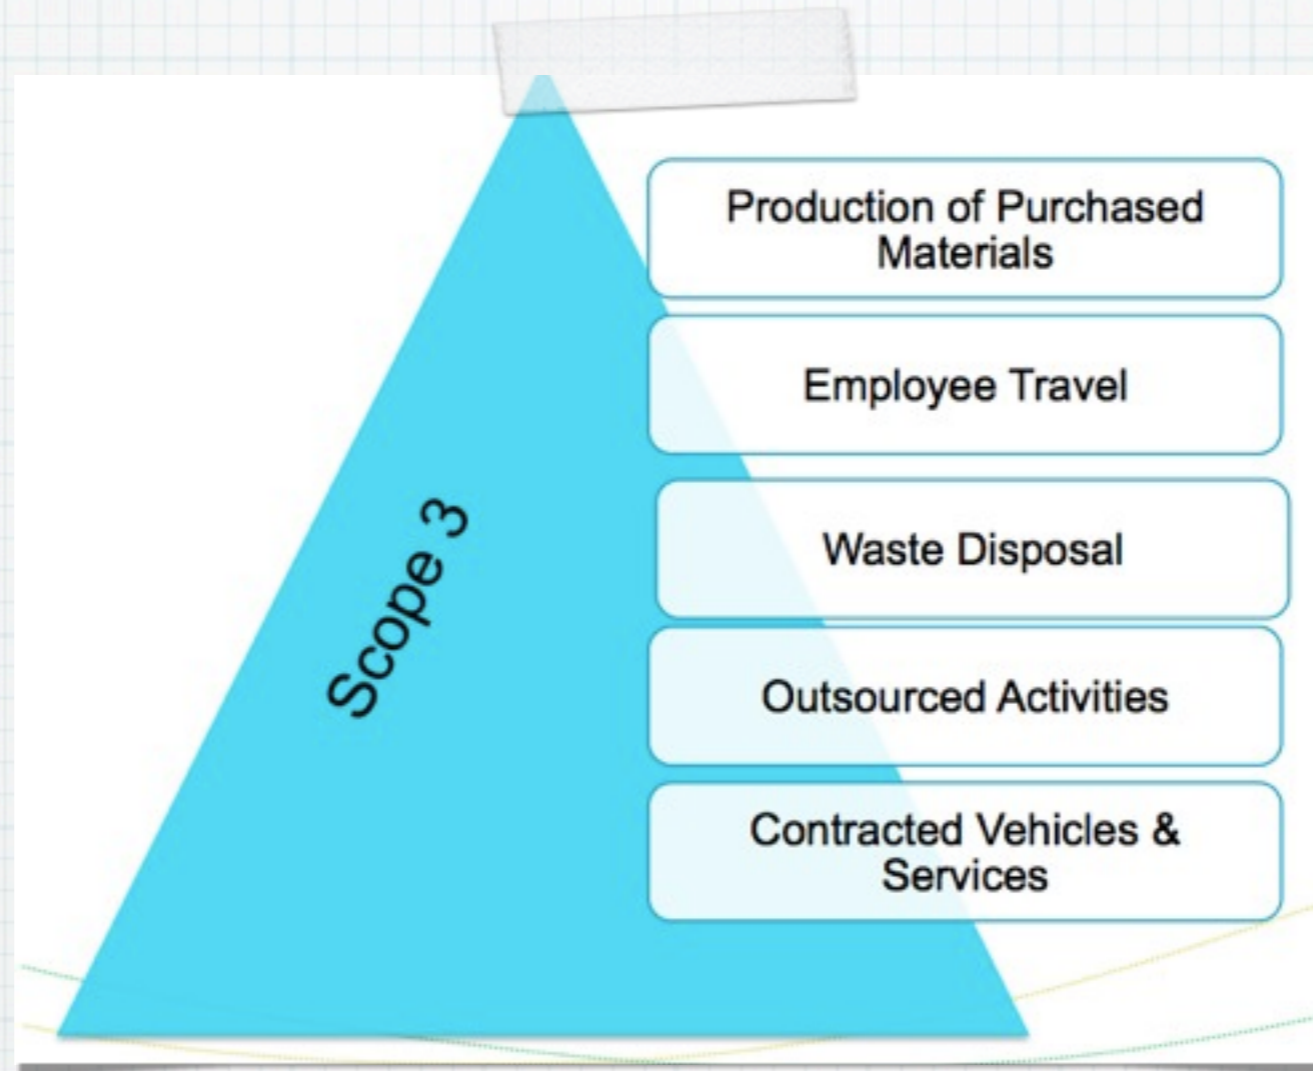 Production of Purchased
Materials
Employee Travel
Scope 3
Waste Disposal
Outsourced Activities
Contracted Vehicles &
Services